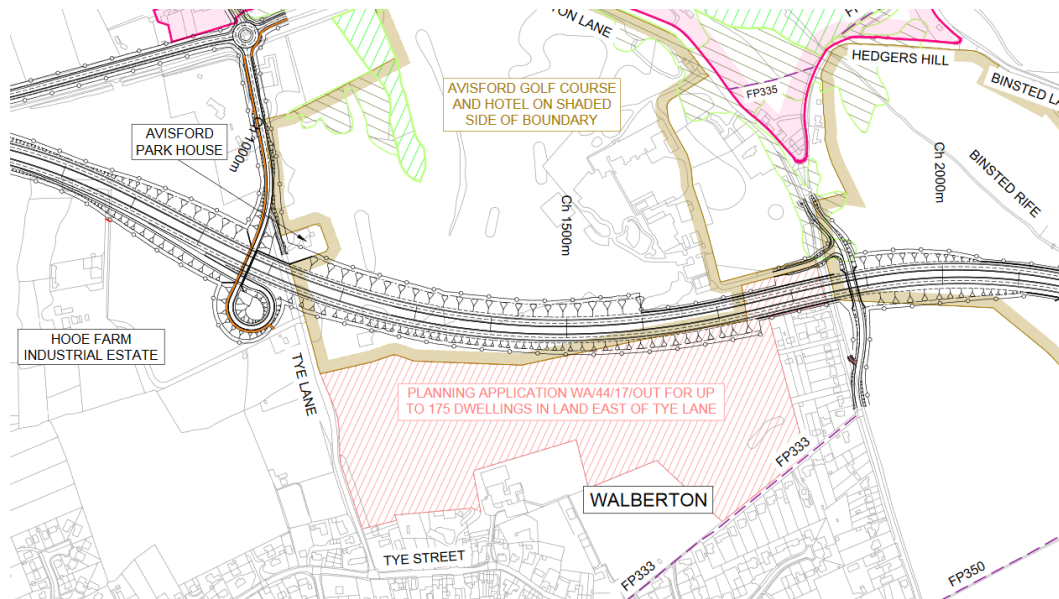 TON LANE
HEDGERS HILL
BINSTED LA
FP335
AVISFORD GOLF COURSE
AND HOTEL ON SHADED
SIDE OF BOUNDARY
AVISFORD
PARK HOUSE
Ch 1000m
Ch 1500m
Ch 2000m
BINSTED RIFE
HOOE FARM
INDUSTRIAL ESTATE
TYE LANE
PLANNING APPLICATION WA/44/17/OUT FOR UP
TO 175 DWELLINGS IN LAND EAST OF TYE LANE
FP333
WALBERTON
TYE STREET
FP333
FP350